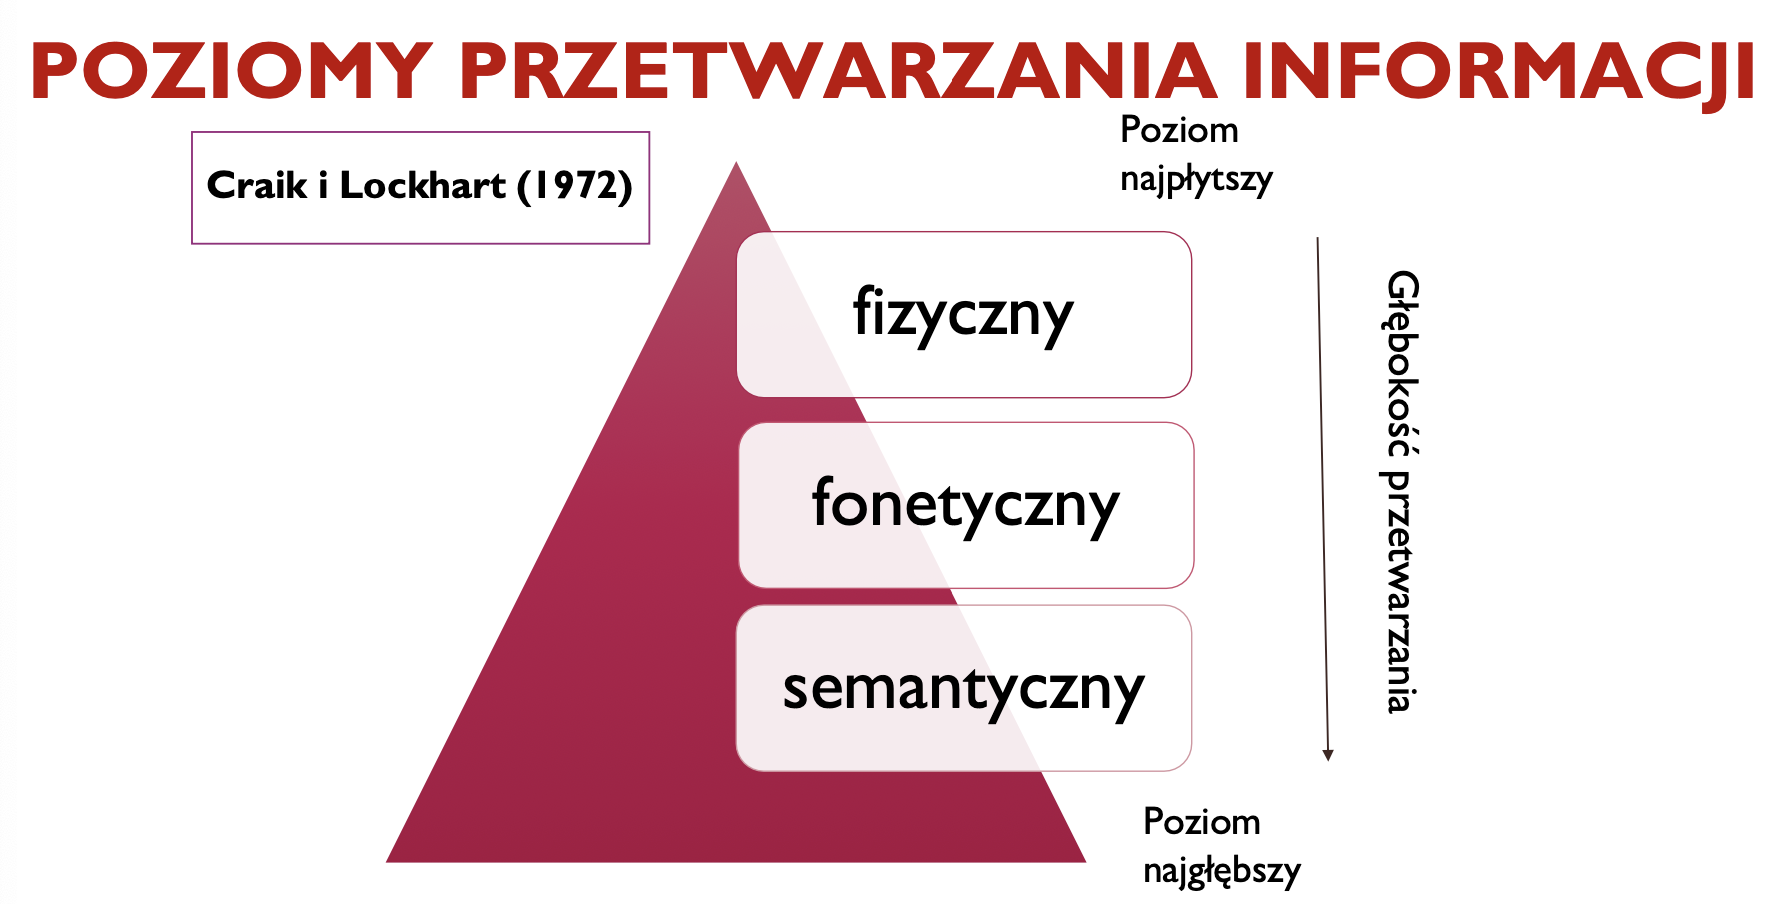 POZIOMY PRZETWARZANIA INFORMACJI
Craik i Lockhart (1972)
Poziom
najpłytszy
fizyczny
fonetyczny
semantyczny
Głębokość przetwarzania
Poziom
najgłębszy